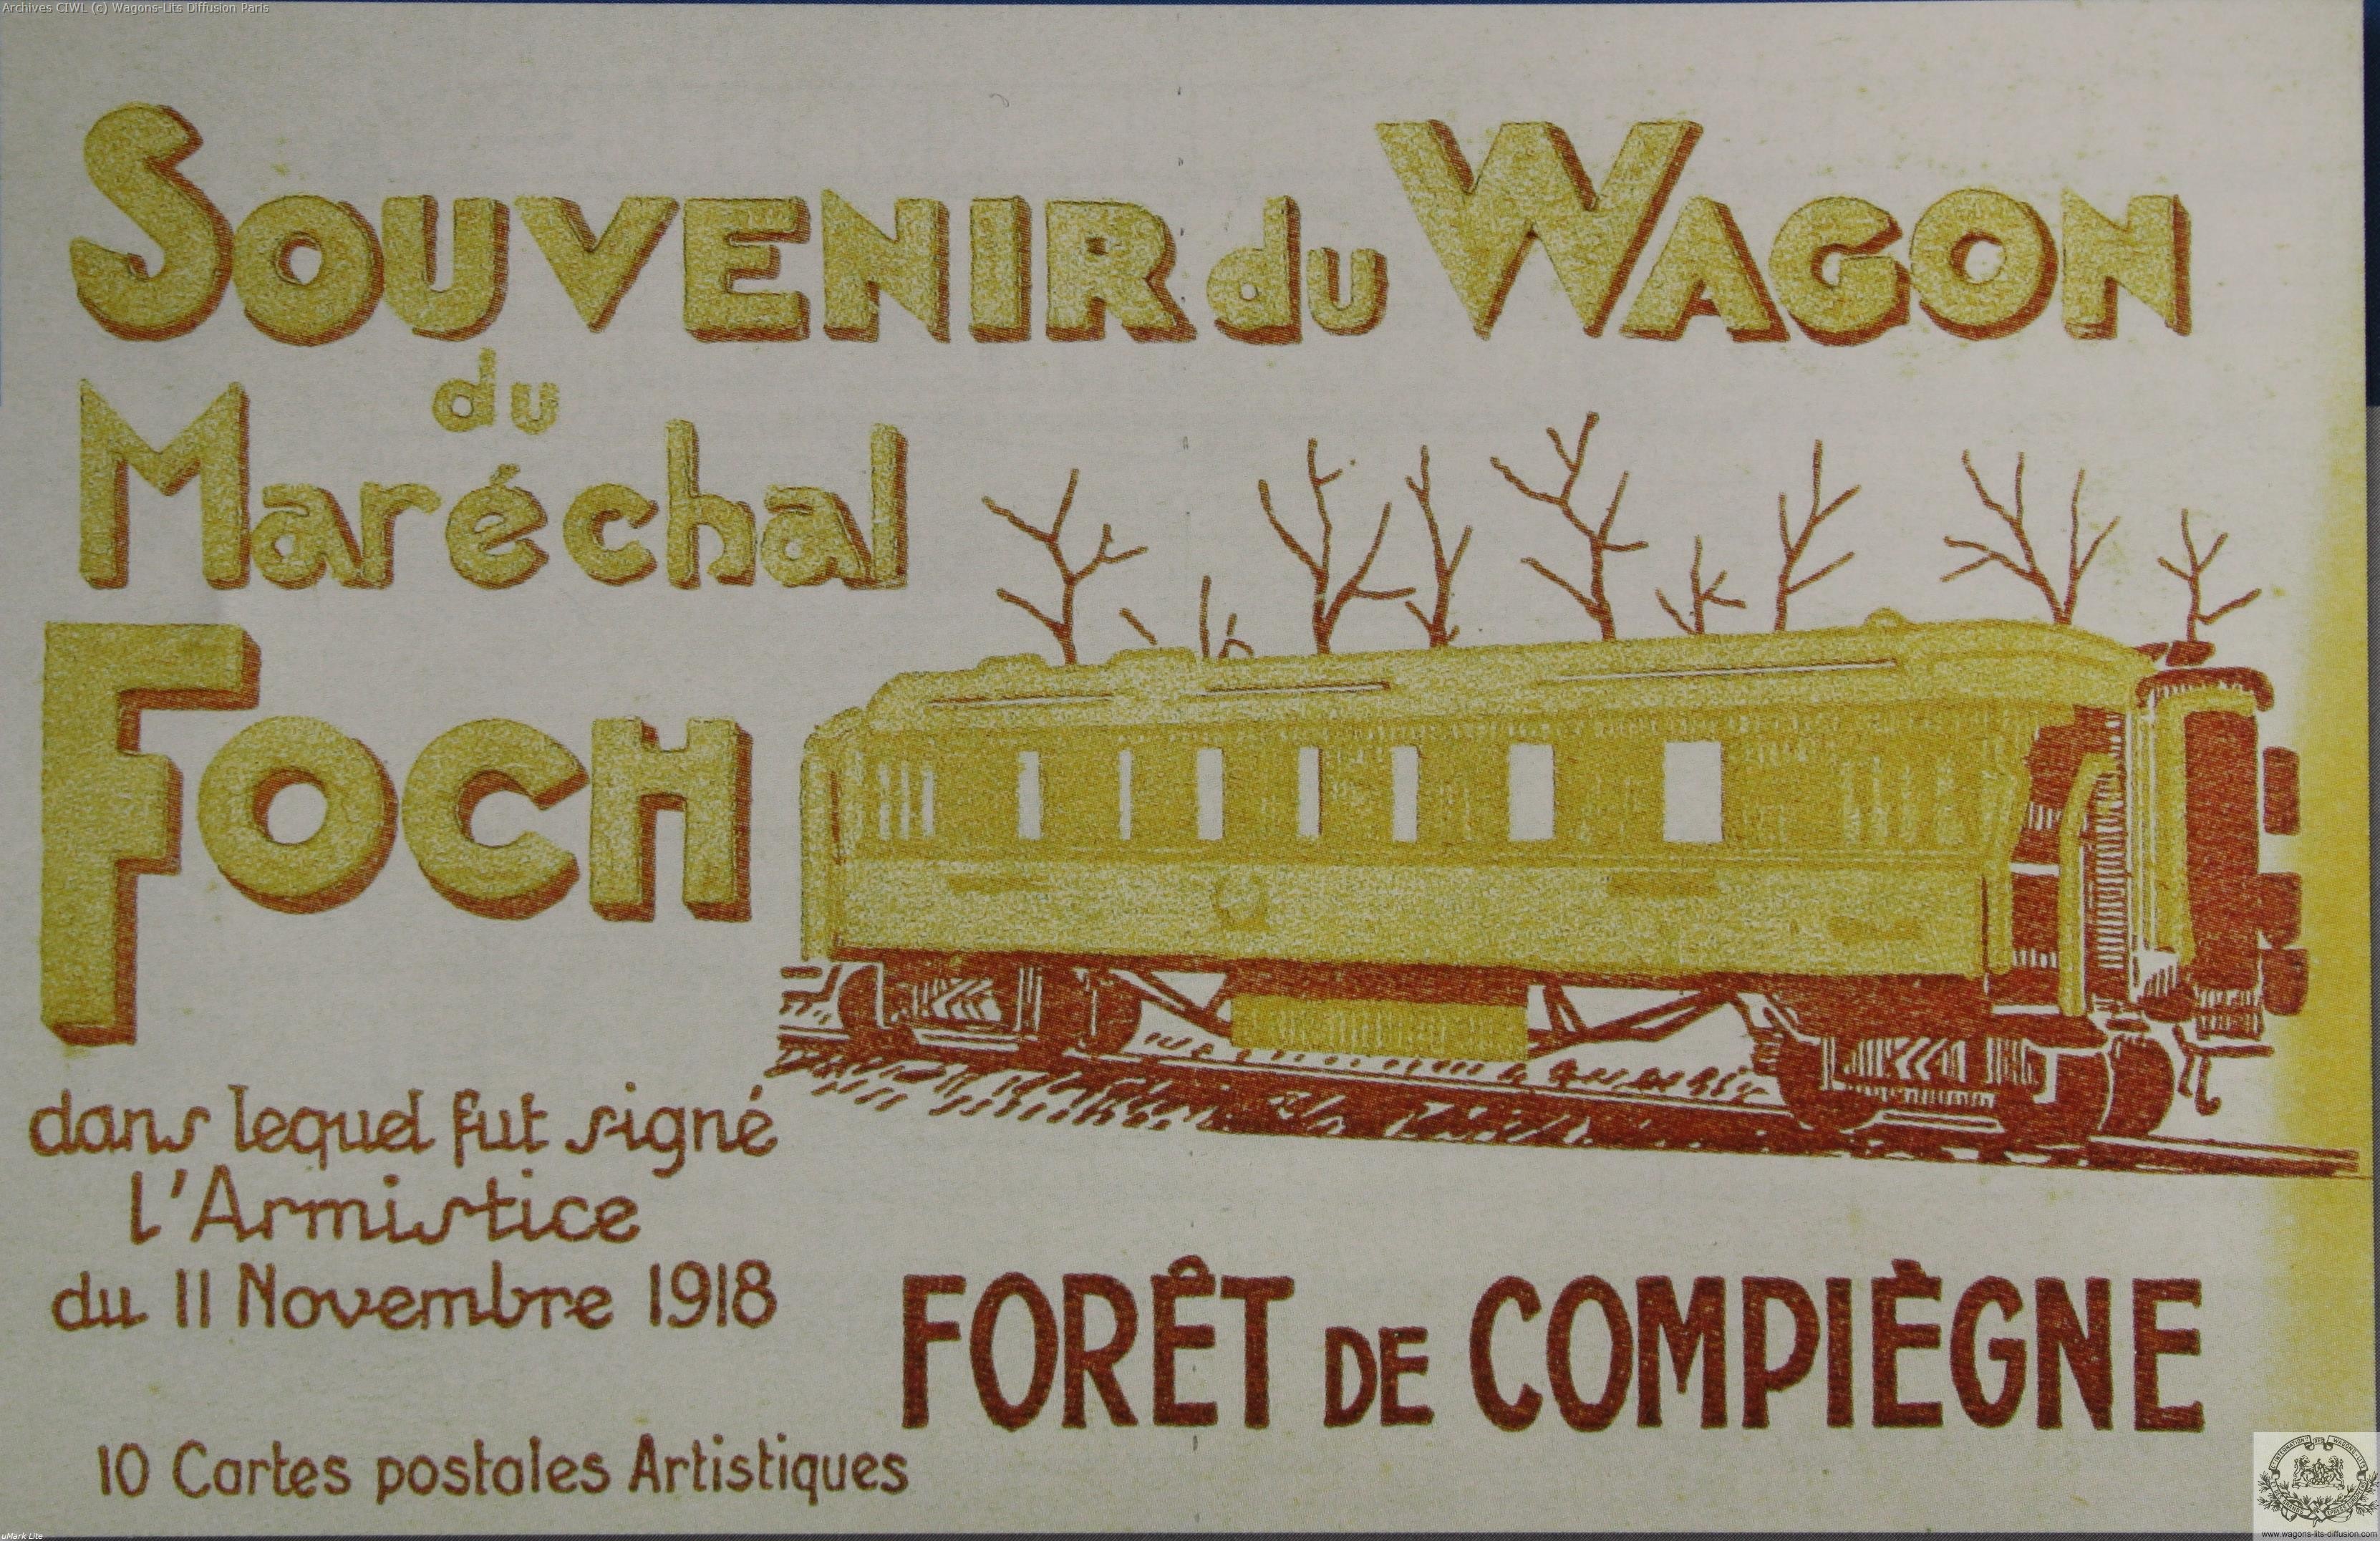 Archives CIWL (c) Wagons-Lits Diffusion Paris
SOUVENIR du WAGON
du
Maréchal
FOCH
dans lequel fut signé
l'Armistice
du 11 Novembre 1918
FORÊT DE COMPIÈGNE
10 Cartes postales Artistiques
uMark Lite
www.wagons-lits-diffusion.com